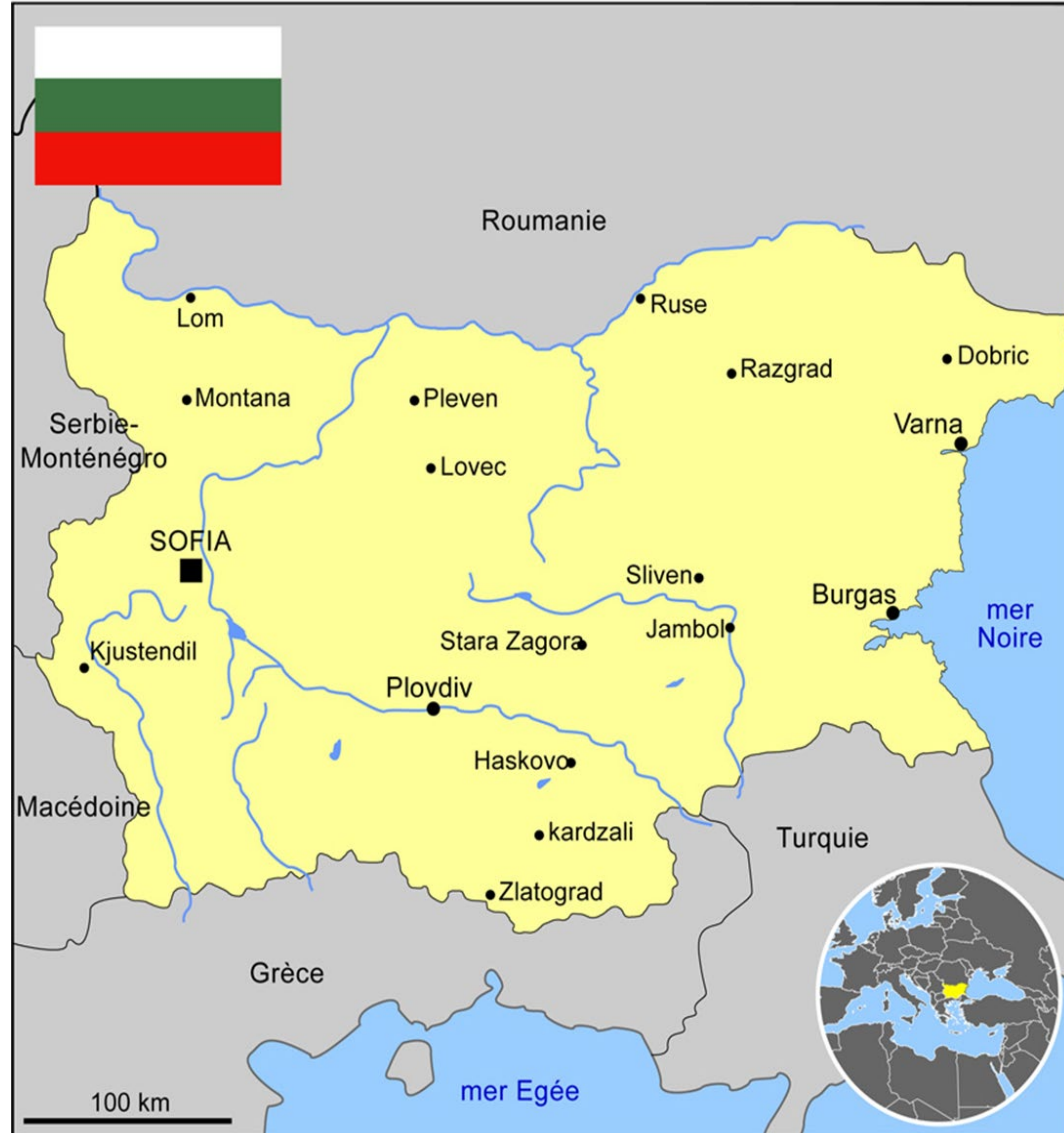 Roumanie
Lom
Ruse
Razgrad
Dobric
Montana
Pleven
Serbie-
Monténégro
Varna
Lovec
SOFIA
Sliven
Burgas
mer
Noire
Kjustendil
Stara Zagora
Jambol
Plovdiv
Haskovo
Macédoine
kardzali
Turquie
Zlatograd
Grèce
mer Egée
100 km